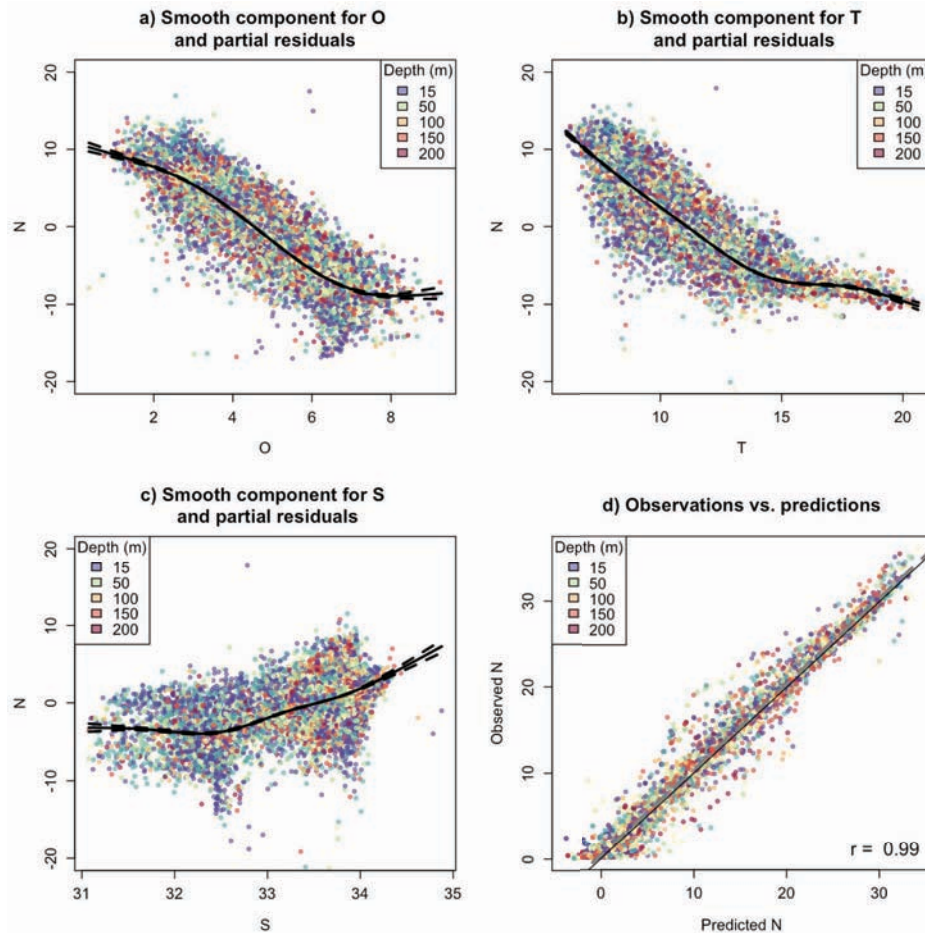 a) Smooth component for O
and partial residuals
Depth (m)
15
50
100
150
200
20
10
0
-10
-20
N
2 4 6 8
O
b) Smooth component for T
and partial residuals
Depth (m)
15
50
100
150
200
20
10
0
-10
-20
N
10 15 20
T
c) Smooth component for S
and partial residuals
Depth (m)
15
50
100
150
200
20
10
0
-10
-20
N
31 32 33 34 35
S
d) Observations vs. predictions
Depth (m)
15
50
100
150
200
30
20
10
0
Observed N
r = 0.99
0 10 20 30
Predicted N